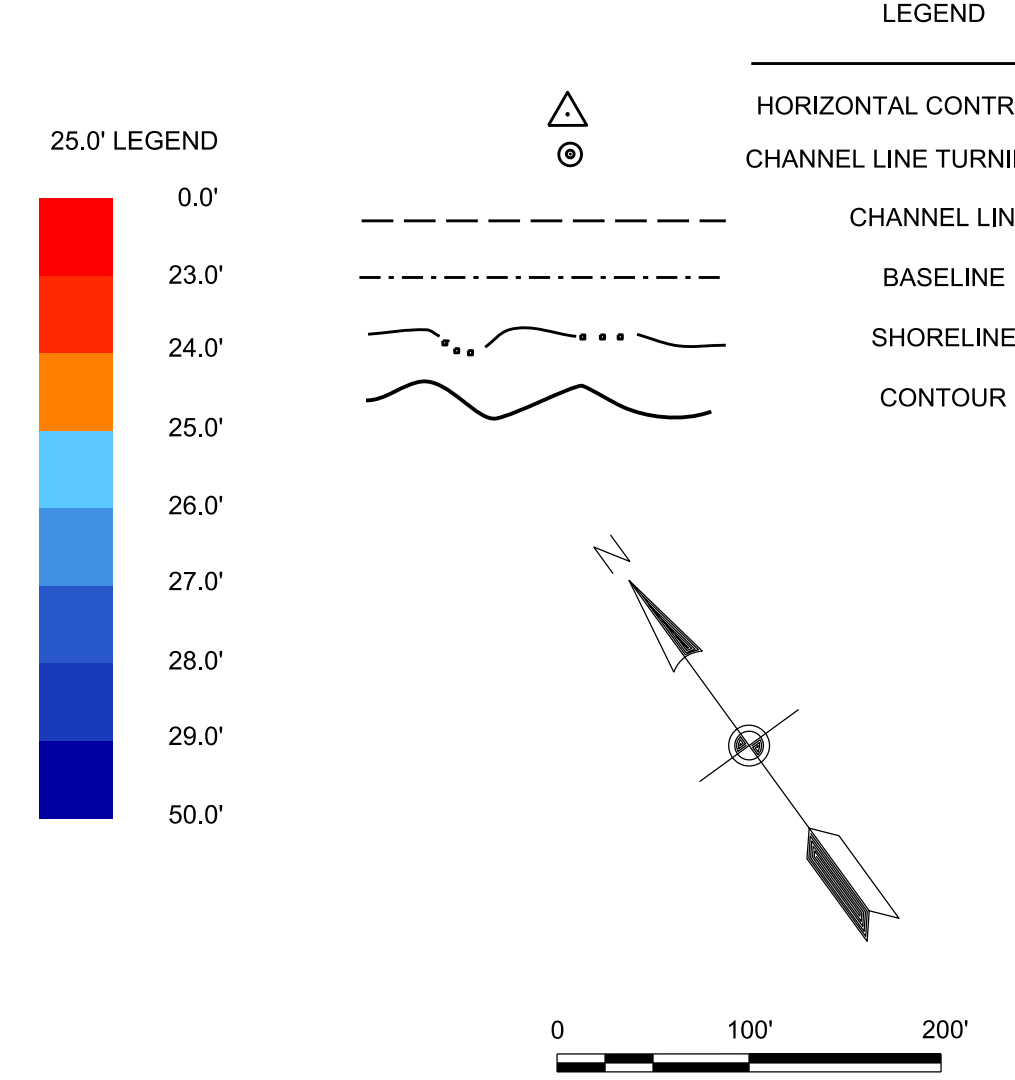 LEGEND
HORIZONTAL CONTR
CHANNEL LINE TURNI
CHANNEL LIN
BASELINE
SHORELINE
CONTOUR
25.0' LEGEND
0.0'
23.0'
24.0'
25.0'
26.0'
27.0'
28.0'
29.0'
50.0'
N
0 100' 200'